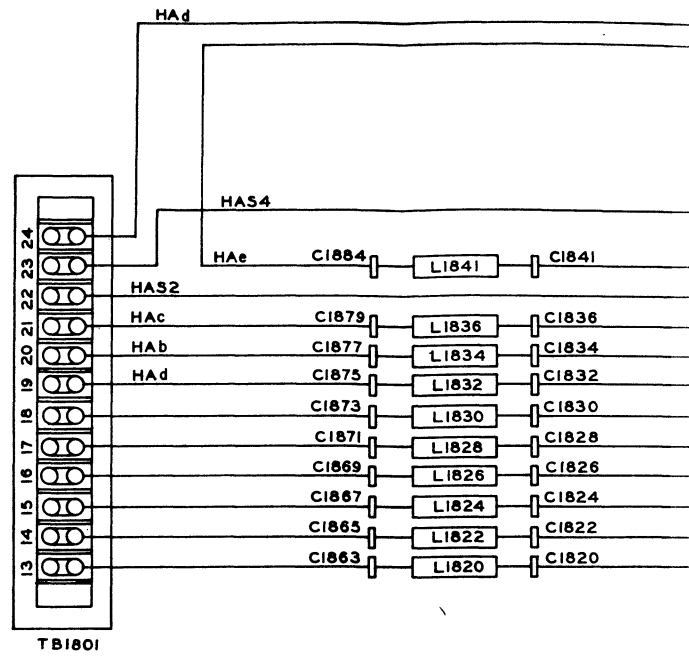 HAd
24 HAS4
23 HAe C1884 L1841 C1841
22 HAS2
21 HAc C1879 L1836 C1836
20 HAb C1877 L1834 C1834
19 HAd C1875 L1832 C1832
18 C1873 L1830 C1830
17 C1871 L1828 C1828
16 C1869 L1826 C1826
15 C1867 L1824 C1824
14 C1865 L1822 C1822
13 C1863 L1820 C1820
TB1801